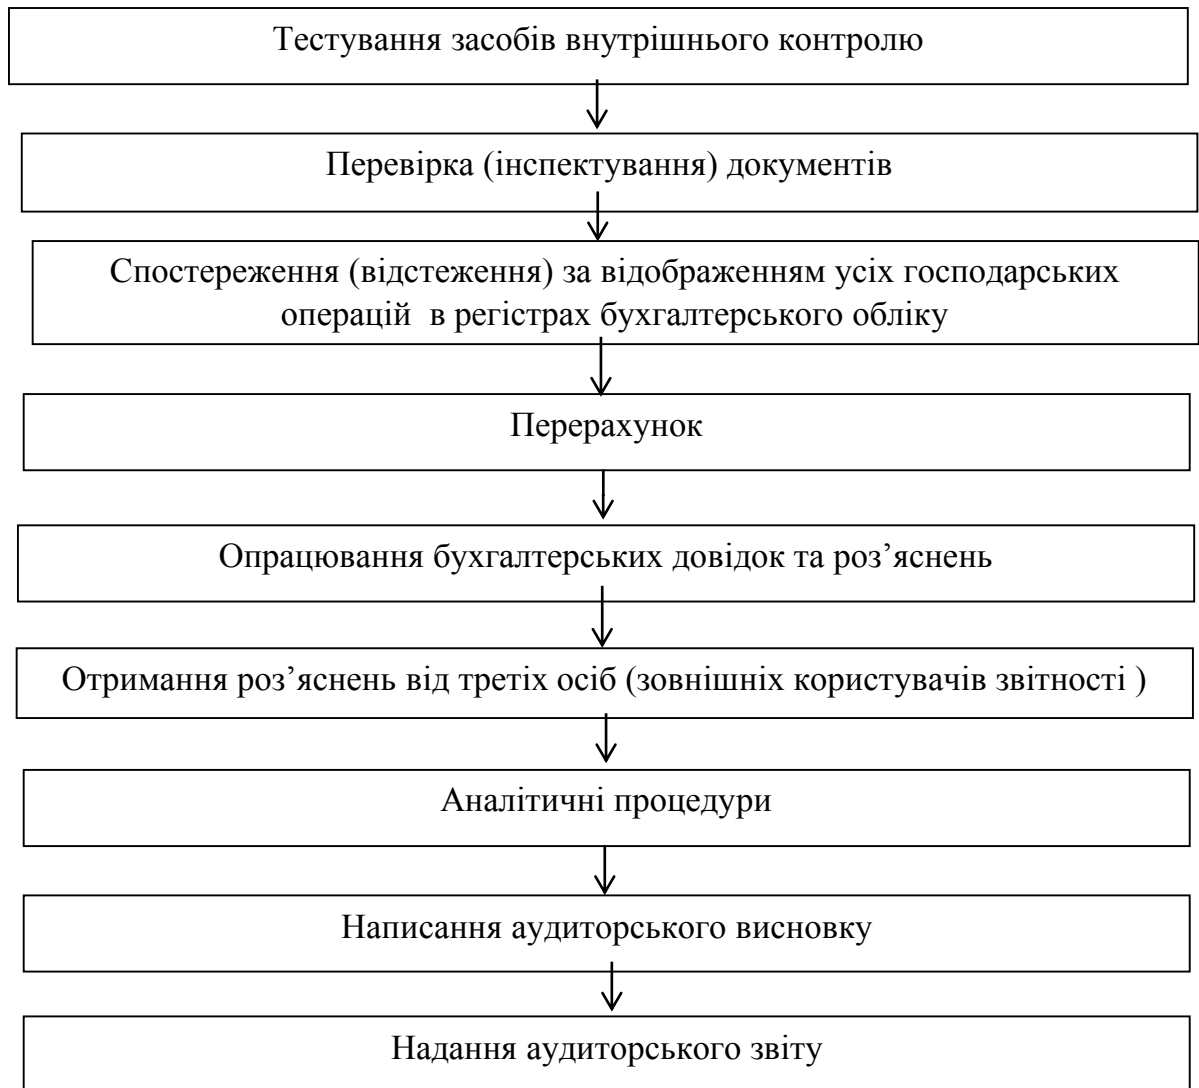 Тестування засобів внутрішнього контролю
Перевірка (інспектування) документів
Спостереження (відстеження) за відображенням усіх господарських
операцій в регістрах бухгалтерського обліку
Перерахунок
Опрацювання бухгалтерських довідок та роз’яснень
Отримання роз’яснень від третіх осіб (зовнішніх користувачів звітності )
Аналітичні процедури
Написання аудиторського висновку
Надання аудиторського звіту